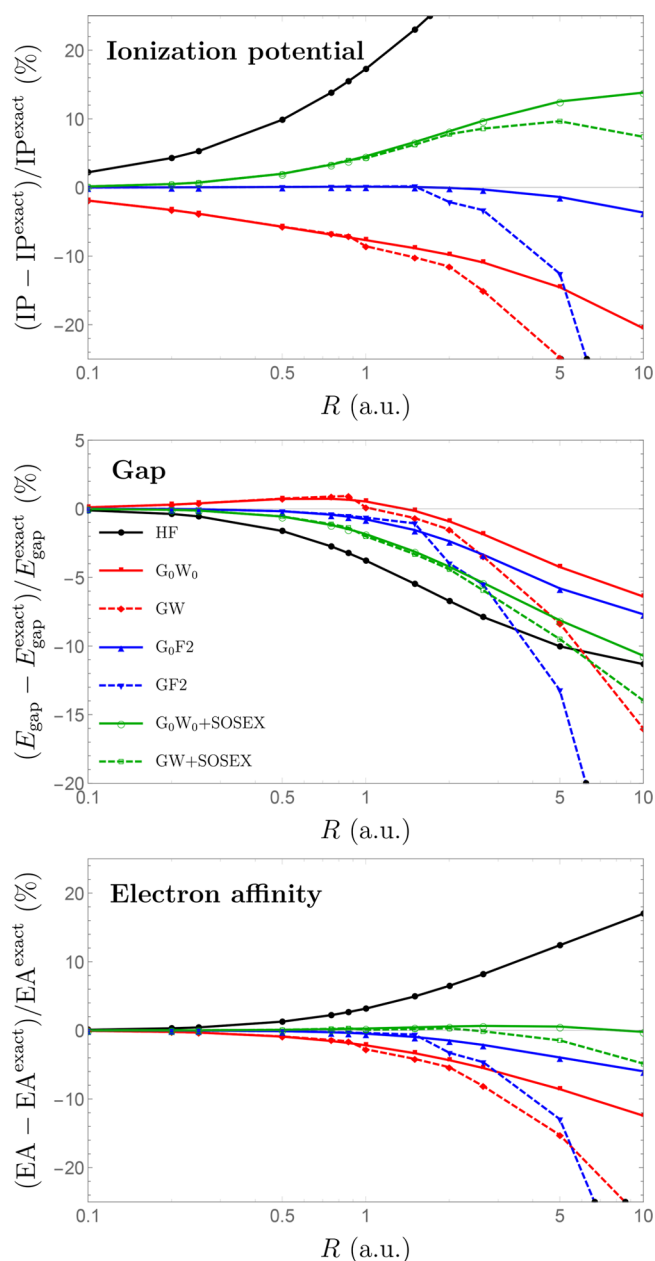 Ionization potential
(IP − IP^exact)/IP^exact (%)
20
10
0
−10
−20
0.1 0.5 1 5 10
R (a.u.)
Gap
(E_gap − E_gap^exact)/E_gap^exact (%)
5
0
−5
−10
−15
−20
HF
G₀W₀
GW
G₀F2
GF2
G₀W₀+SOSEX
GW+SOSEX
0.1 0.5 1 5 10
R (a.u.)
Electron affinity
(EA − EA^exact)/EA^exact (%)
20
10
0
−10
−20
0.1 0.5 1 5 10
R (a.u.)